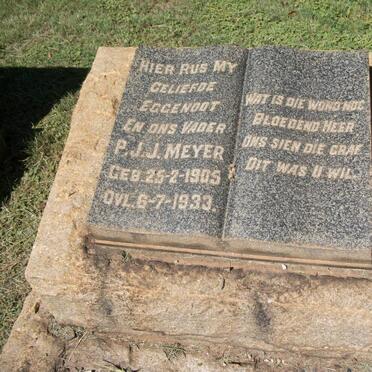 HIER RUS MY
GELIEFDE
EGGENOOT
EN ONS VADER
P.J.J. MEYER
GEB. 25-2-1905
OVL. 6-7-1933.
WAT IS DIE WOND NOG
BLOEDEND HEER
ONS SIEN DIE GRAF
DIT WAS U WIL.